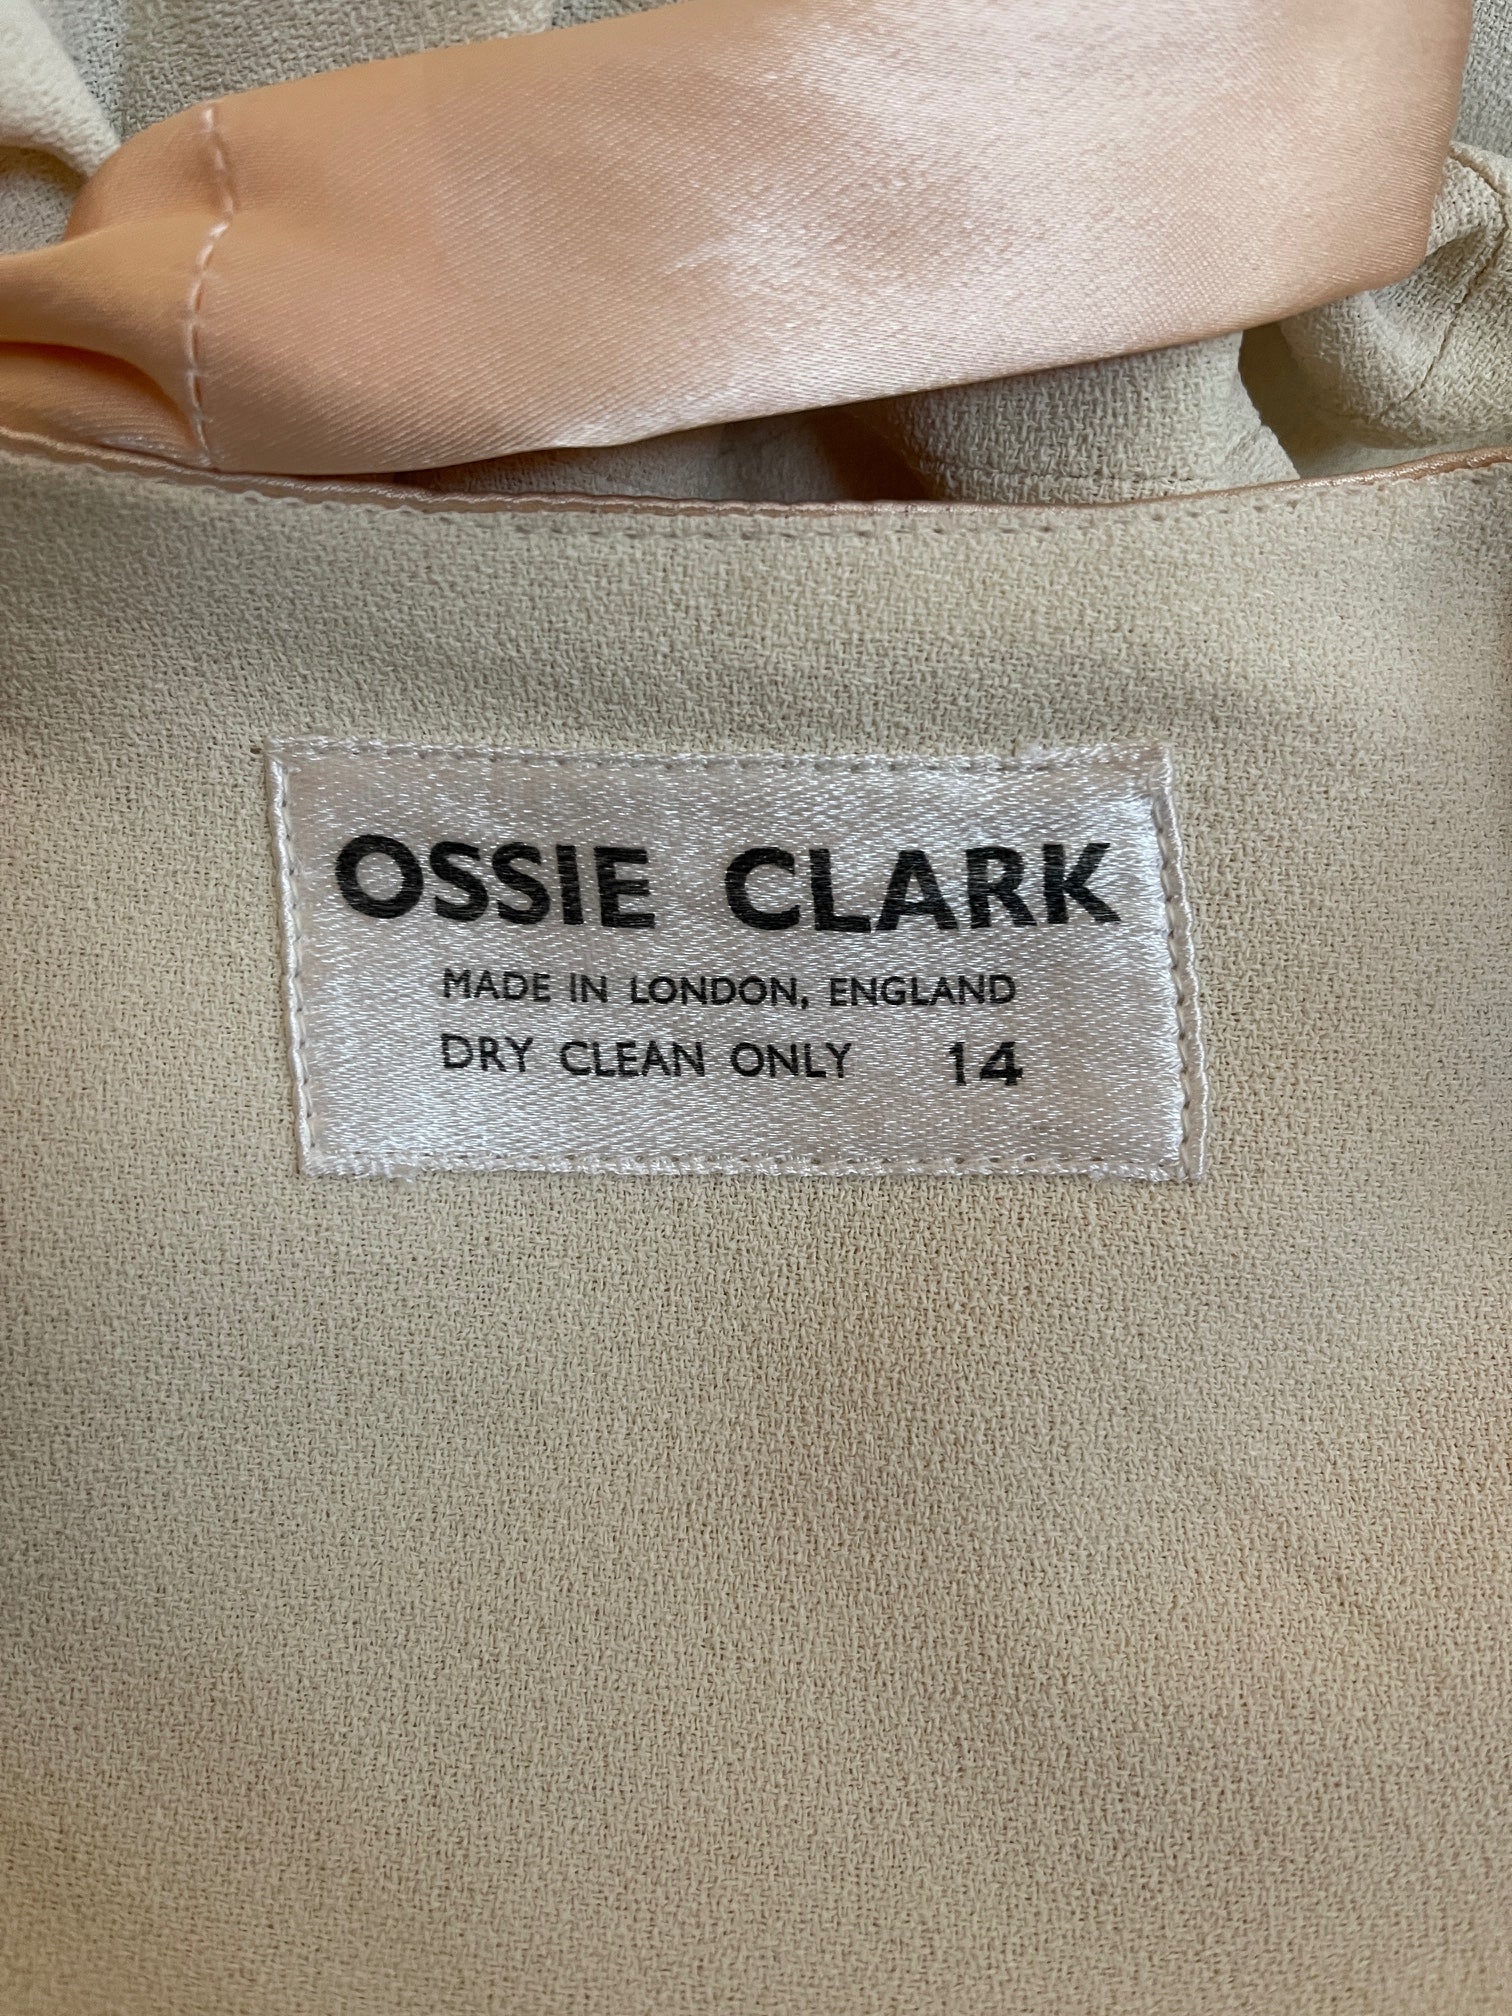 OSSIE CLARK
MADE IN LONDON, ENGLAND
DRY CLEAN ONLY 14